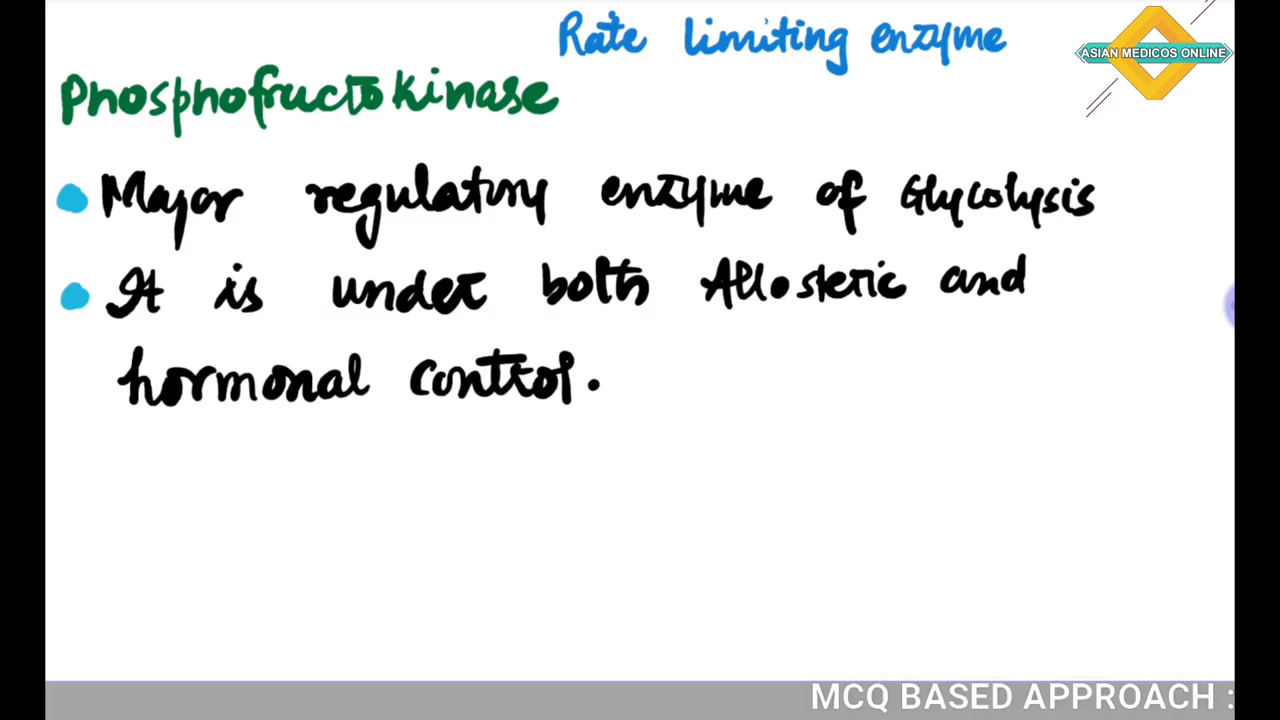 Rate limiting enzyme
ASIAN MEDICOS ONLINE
Phosphofructokinase
Major regulatory enzyme of Glycolysis
It is under both Allosteric and
hormonal control.
MCQ BASED APPROACH :